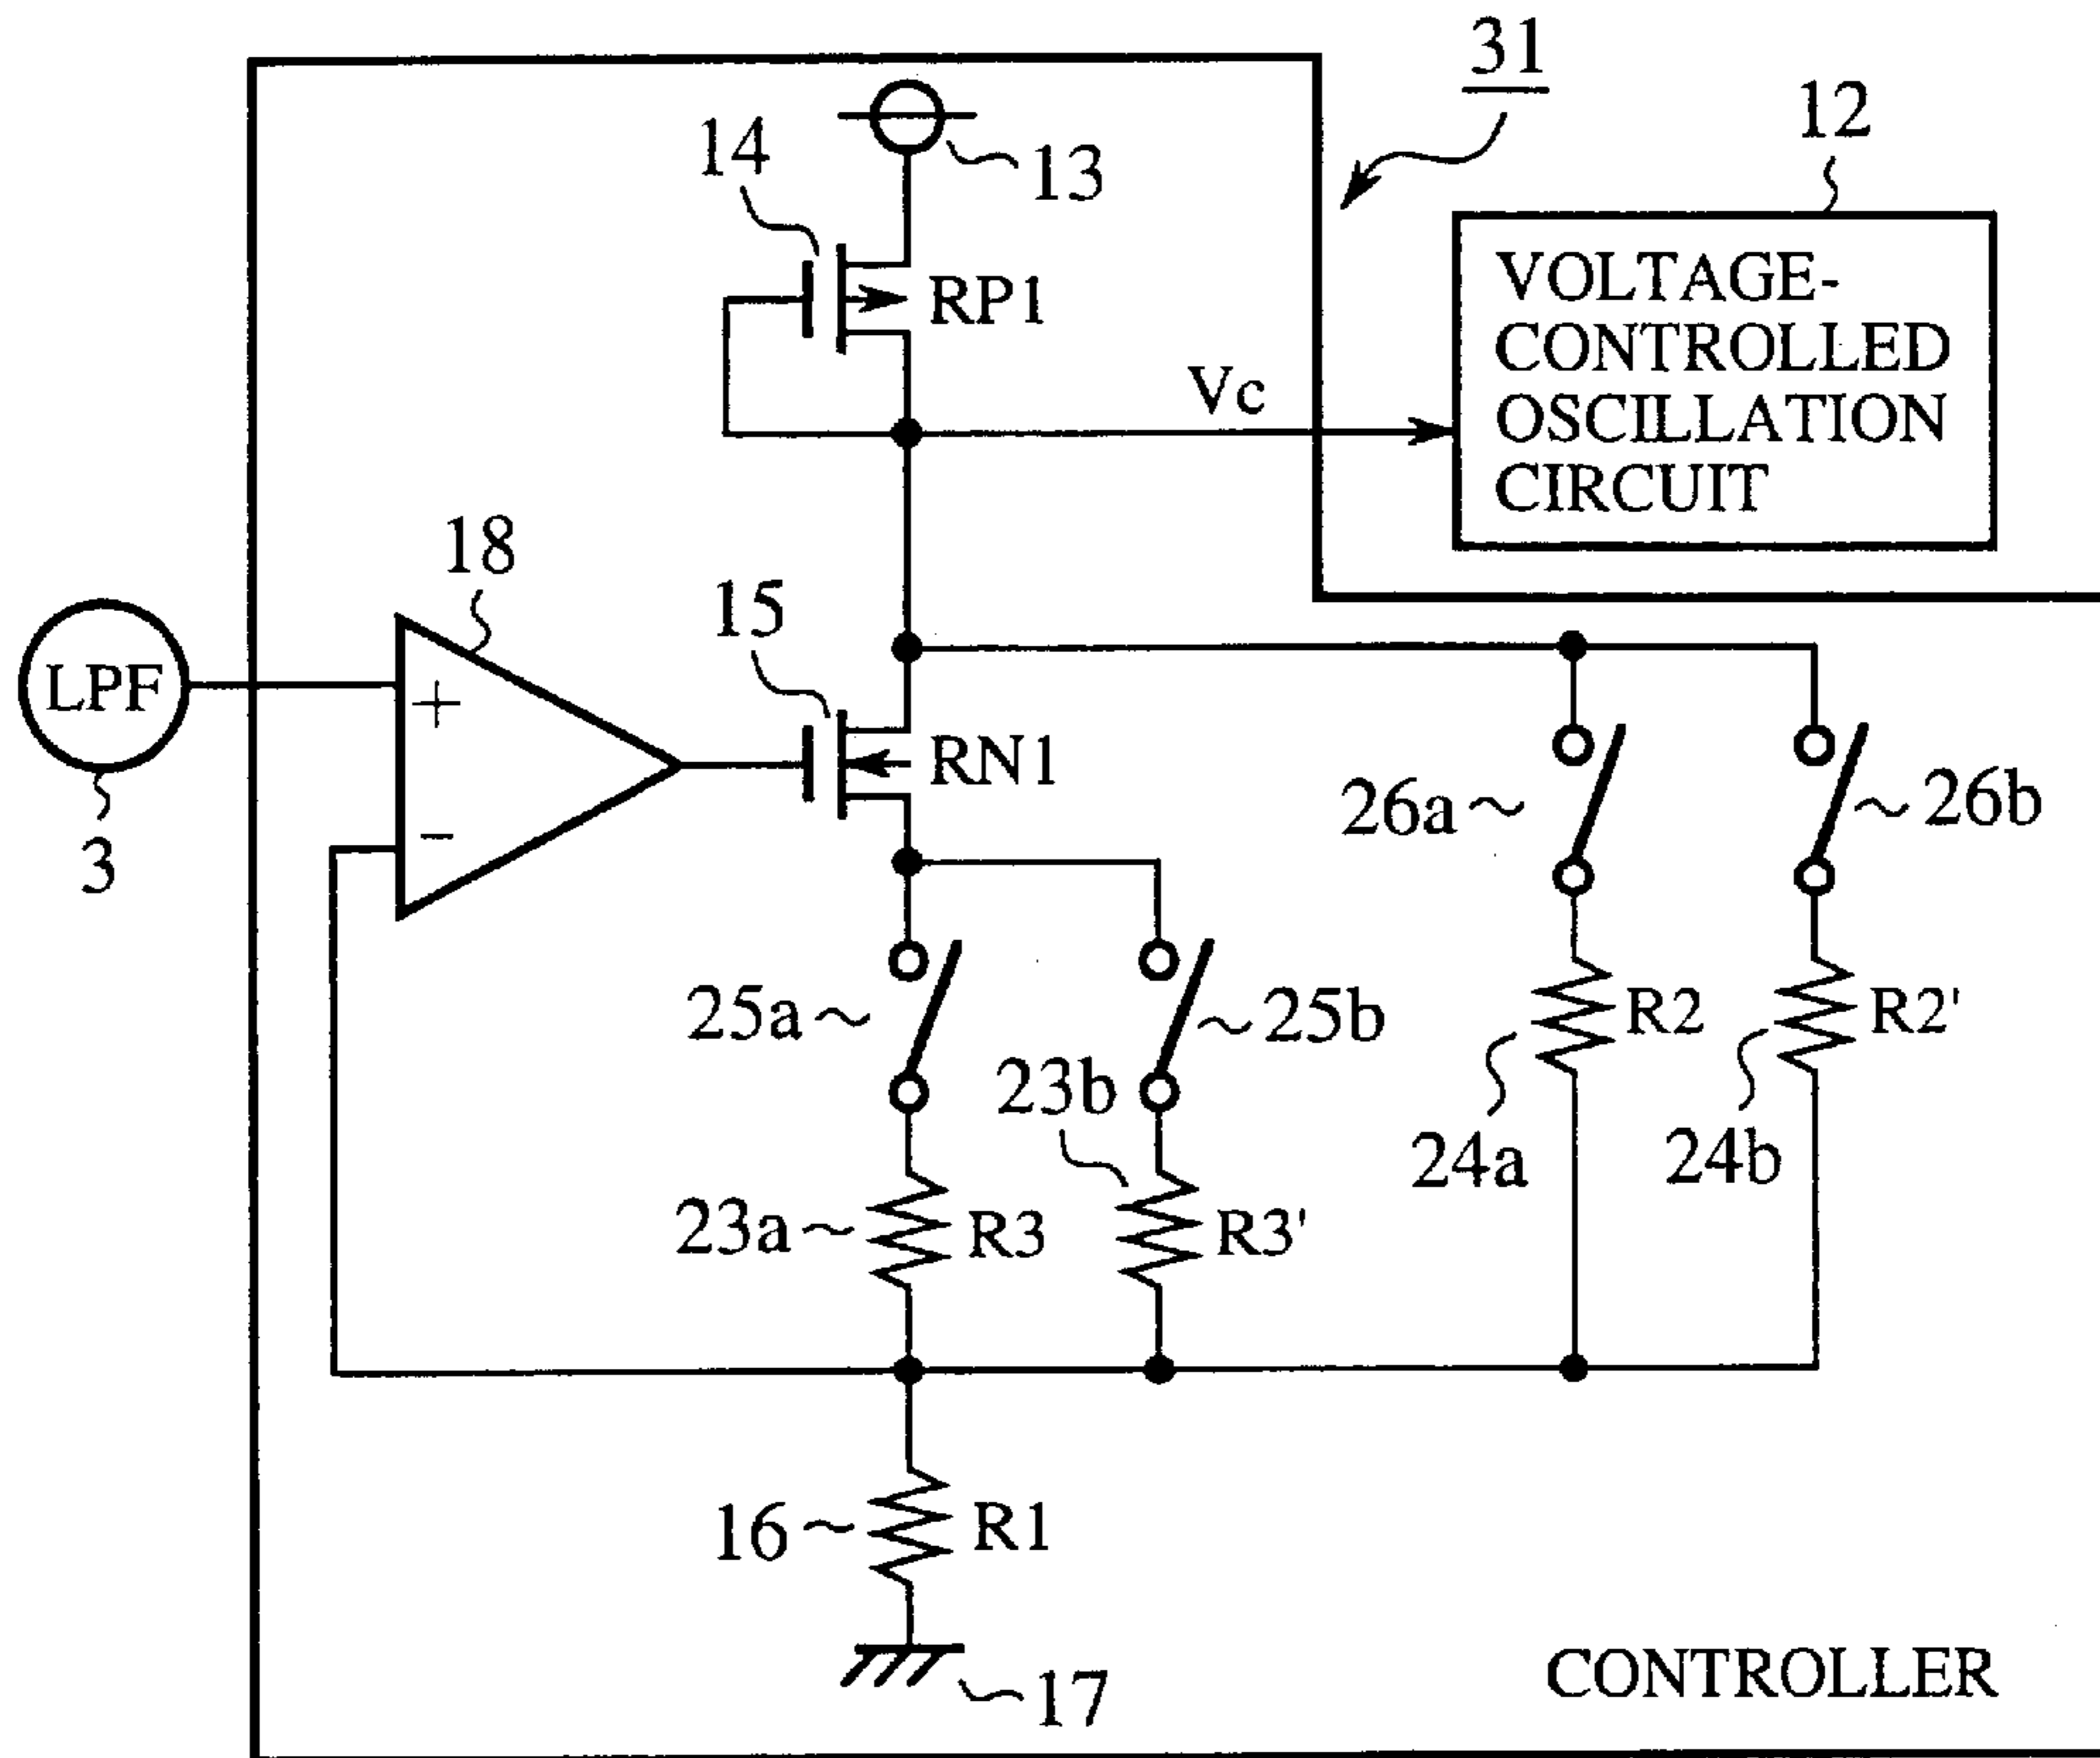 31
12
13
14
RP1
VOLTAGE-
CONTROLLED
OSCILLATION
CIRCUIT
Vc
18
15
LPF
+
RN1
−
3
26a
26b
25a
25b
R2
R2'
23b
24a
24b
23a
R3
R3'
16
R1
17
CONTROLLER